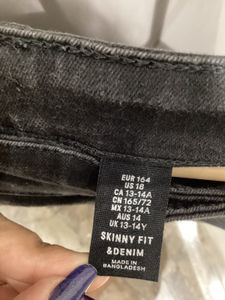 EUR 164
US 18
CA 13-14A
CN 165/72
MX 13-14A
AUS 14
UK 13-14Y
SKINNY FIT
&DENIM
MADE IN
BANGLADESH